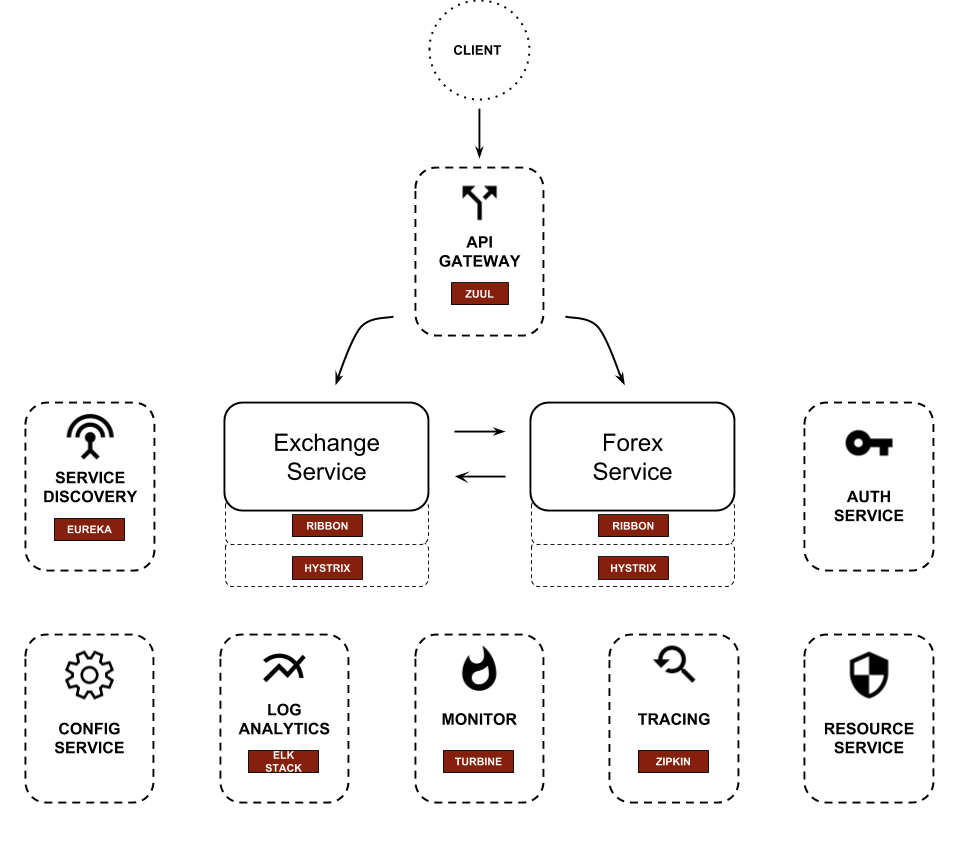 CLIENT
API
GATEWAY
ZUUL
SERVICE
DISCOVERY
EUREKA
Exchange
Service
RIBBON
HYSTRIX
Forex
Service
RIBBON
HYSTRIX
AUTH
SERVICE
CONFIG
SERVICE
LOG
ANALYTICS
ELK
STACK
MONITOR
TURBINE
TRACING
ZIPKIN
RESOURCE
SERVICE